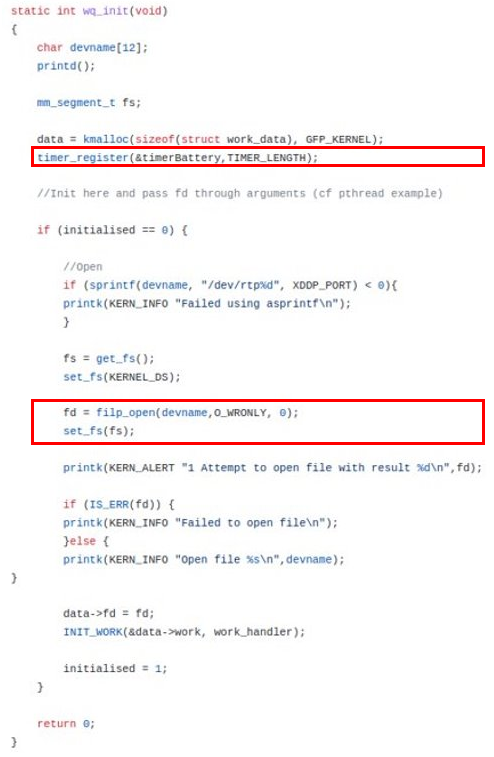 static int wq_init(void)
{
char devname[12];
printd();
mm_segment_t fs;
data = kmalloc(sizeof(struct work_data), GFP_KERNEL);
timer_register(&timerBattery,TIMER_LENGTH);
//Init here and pass fd through arguments (cf pthread example)
if (initialised == 0) {
//Open
if (sprintf(devname, "/dev/rtp%d", XDDP_PORT) < 0){
printk(KERN_INFO "Failed using asprintf\n");
}
fs = get_fs();
set_fs(KERNEL_DS);
fd = filp_open(devname,O_WRONLY, 0);
set_fs(fs);
printk(KERN_ALERT "1 Attempt to open file with result %d\n",fd);
if (IS_ERR(fd)) {
printk(KERN_INFO "Failed to open file\n");
}else {
printk(KERN_INFO "Open file %s\n",devname);
}
data->fd = fd;
INIT_WORK(&data->work, work_handler);
initialised = 1;
}
return 0;
}